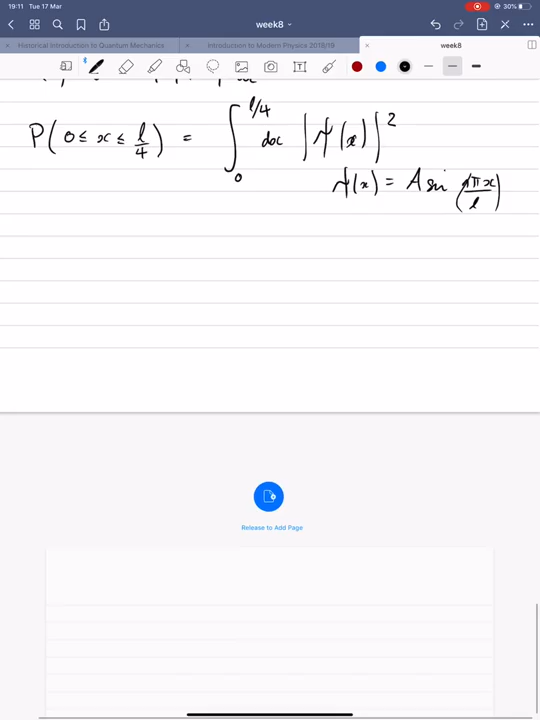 19:11 Tue 17 Mar
30%
week8
Historical Introduction to Quantum Mechanics
Introduction to Modern Physics 2018/19
week8
P(0 ≤ x ≤ l/4) = ∫₀^{l/4} dx |ψ(x)|²
ψ(x) = A sin(nπx/l)
Release to Add Page